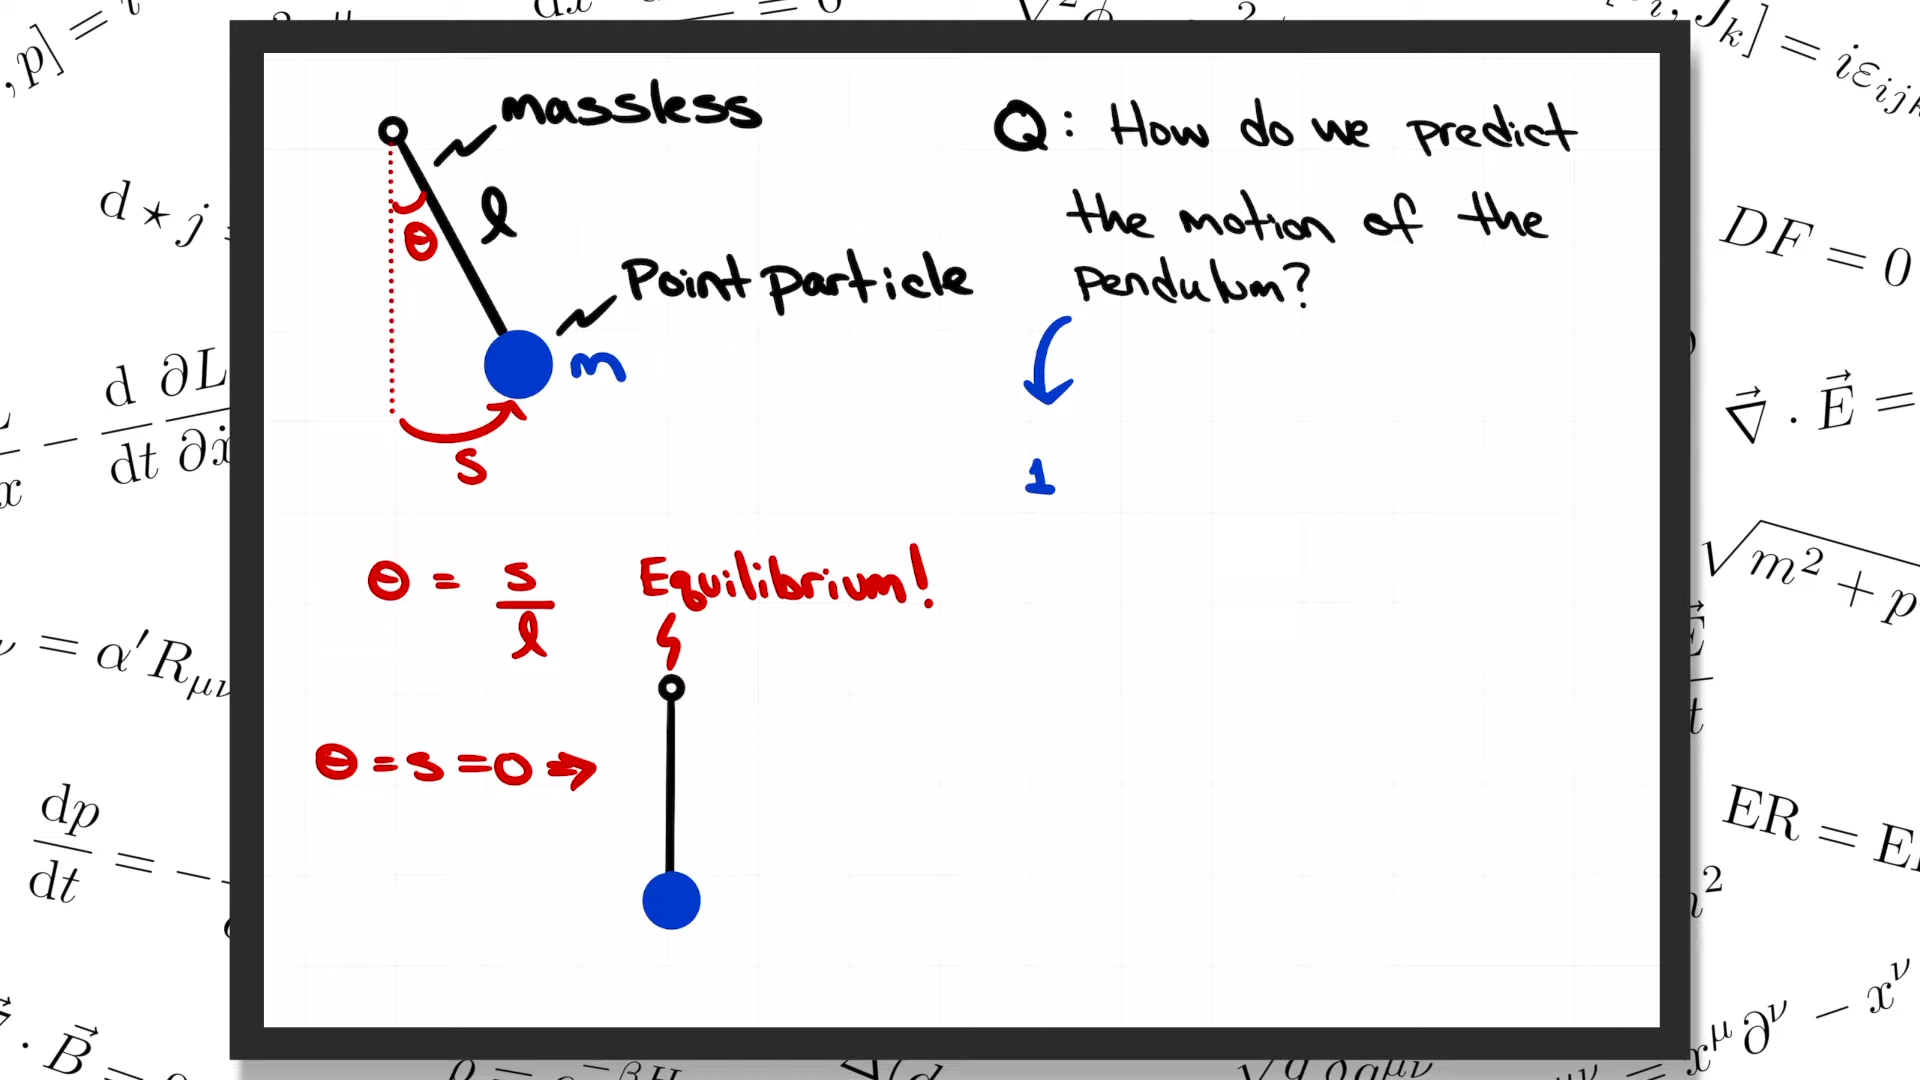 massless
θ
l
Point particle
m
s
θ = s/l
Equilibrium!
θ = s = 0 ⇒
Q: How do we predict
the motion of the
pendulum?
1
, p] =
d ⋆ j
d ∂L
dt ∂ẋ
= α′R
dp
dt
= −
· B⃗
] = iε
DF = 0
∇⃗ · E⃗ =
√m² + p
ER = E
x^μ ∂^ν − x^ν